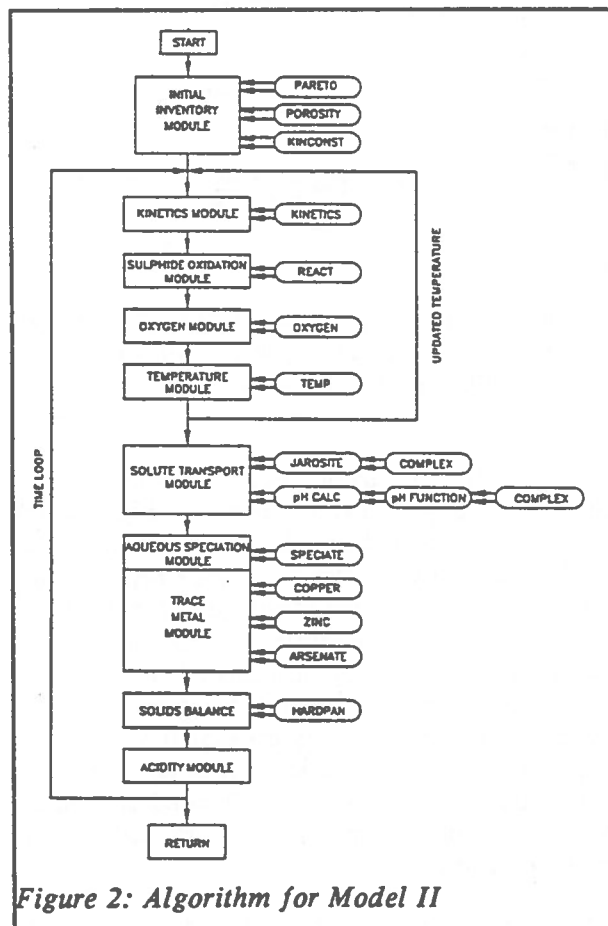 START
INITIAL
INVENTORY
MODULE
PARETO
POROSITY
KINCONST
KINETICS MODULE
KINETICS
SULPHIDE OXIDATION
MODULE
REACT
OXYGEN MODULE
OXYGEN
TEMPERATURE
MODULE
TEMP
UPDATED TEMPERATURE
TIME LOOP
SOLUTE TRANSPORT
MODULE
JAROSITE
COMPLEX
pH CALC
pH FUNCTION
COMPLEX
AQUEOUS SPECIATION
MODULE
SPECIATE
TRACE
METAL
MODULE
COPPER
ZINC
ARSENATE
SOLIDS BALANCE
HARDPAN
ACIDITY MODULE
RETURN
Figure 2: Algorithm for Model II